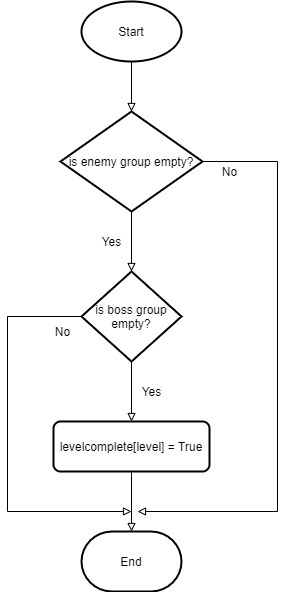 Start
is enemy group empty?
No
Yes
is boss group
empty?
No
Yes
levelcomplete[level] = True
End